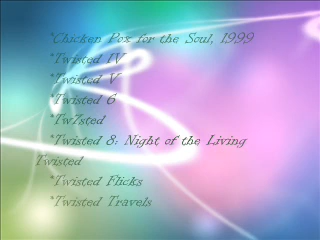 *Chicken Pox for the Soul, 1999
*Twisted IV
*Twisted V
*Twisted 6
*Tw7sted
*Twisted 8: Night of the Living
Twisted
*Twisted Flicks
*Twisted Travels